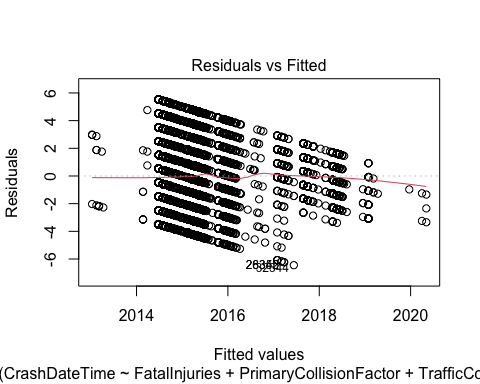 Residuals vs Fitted
Residuals
6
4
2
0
-2
-4
-6
2014 2016 2018 2020
Fitted values
(CrashDateTime ~ FatalInjuries + PrimaryCollisionFactor + TrafficCo